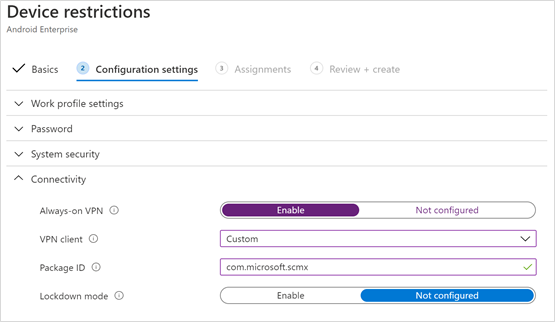 Device restrictions
Android Enterprise
Basics 2 Configuration settings 3 Assignments 4 Review + create
Work profile settings
Password
System security
Connectivity
Always-on VPN Enable Not configured
VPN client Custom
Package ID com.microsoft.scmx
Lockdown mode Enable Not configured